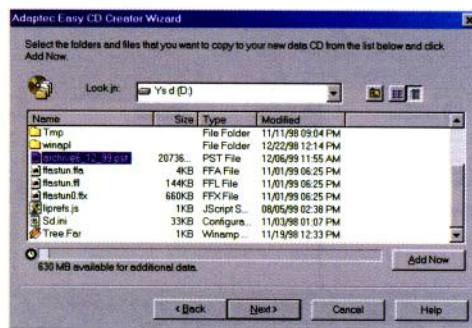 Adaptec Easy CD Creator Wizard
Select the folders and files that you want to copy to your new data CD from the list below and click
Add Now.
Look in: Ys d (D:)
Name Size Type Modified
Tmp File Folder 11/11/98 09:04 PM
winapl File Folder 12/22/98 12:14 PM
archive6_12_99.pst 20736... PST File 12/06/99 11:55 AM
ffastun.ffa 4KB FFA File 11/01/99 06:25 PM
ffastun.ffl 144KB FFL File 11/01/99 06:25 PM
ffastun0.ffx 660KB FFX File 11/01/99 06:25 PM
liprefs.js 1KB JScript S... 08/05/99 02:38 PM
Sd.ini 33KB Configura... 11/03/98 01:07 PM
Tree.Far 1KB Winamp ... 11/19/98 12:33 PM
630 MB available for additional data.
Add Now
< Back Next > Cancel Help